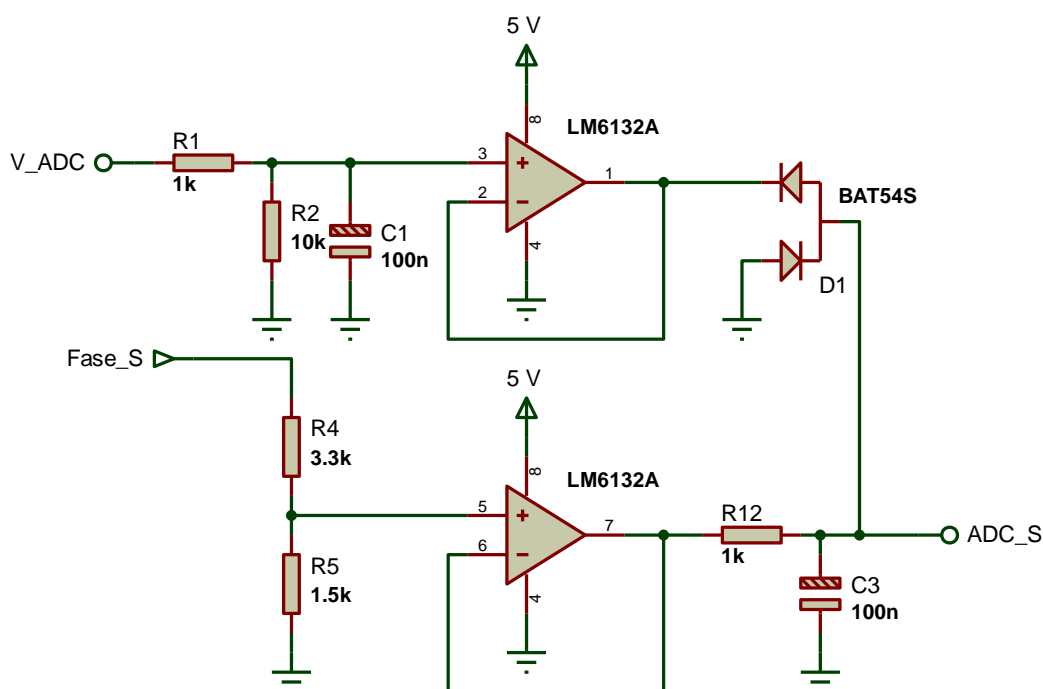 5 V
8
LM6132A
V_ADC
R1
1k
3
2
1
4
R2
10k
C1
100n
BAT54S
D1
Fase_S
5 V
8
LM6132A
R4
3.3k
5
6
7
4
R12
1k
ADC_S
R5
1.5k
C3
100n